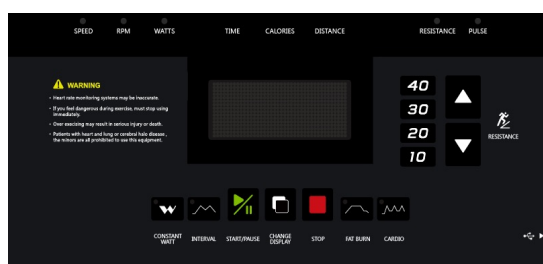 SPEED RPM WATTS TIME CALORIES DISTANCE RESISTANCE PULSE
WARNING
• Heart rate monitoring systems may be inaccurate.
• If you feel dangerous during exercise, must stop using
immediately.
• Over exercising may result in serious injury or death.
• Patients with heart and lung or cerebral halo disease ,
the minors are all prohibited to use this equipment.
40
30
20
10
RESISTANCE
CONSTANT
WATT
INTERVAL
START/PAUSE
CHANGE
DISPLAY
STOP
FAT BURN
CARDIO